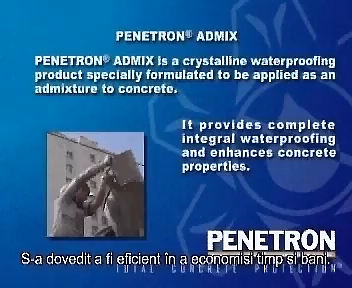 PENETRON® ADMIX
PENETRON® ADMIX is a crystalline waterproofing
product specially formulated to be applied as an
admixture to concrete.
It provides complete
integral waterproofing
and enhances concrete
properties.
PENETRON
S-a dovedit a fi eficient în a economisi timp si bani.
TOTAL CONCRETE PROTECTION®